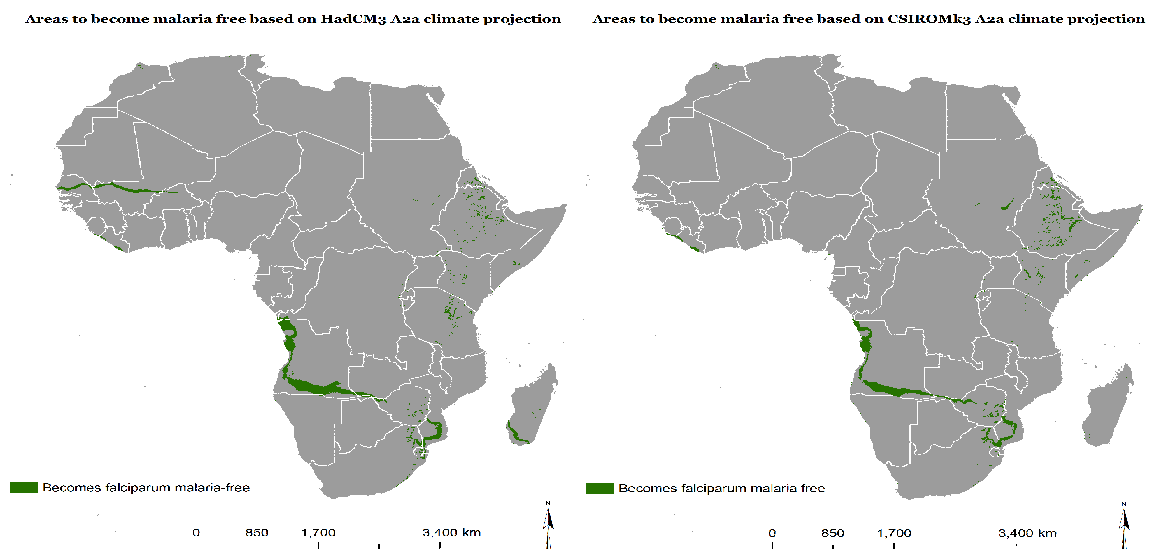 Areas to become malaria free based on HadCM3 A2a climate projection
Areas to become malaria free based on CSIROMk3 A2a climate projection
Becomes falciparum malaria-free
Becomes falciparum malaria free
N
N
0 850 1,700 3,400 km
0 850 1,700 3,400 km